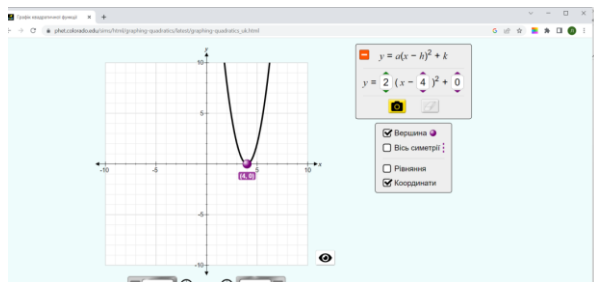 Графік квадратичної функції
phet.colorado.edu/sims/html/graphing-quadratics/latest/graphing-quadratics_uk.html
y
10
5
-10
5
10
x
(4, 0)
-5
-10
y = a(x − h)² + k
y = 2 (x − 4)² + 0
Вершина
Вісь симетрії
Рівняння
Координати